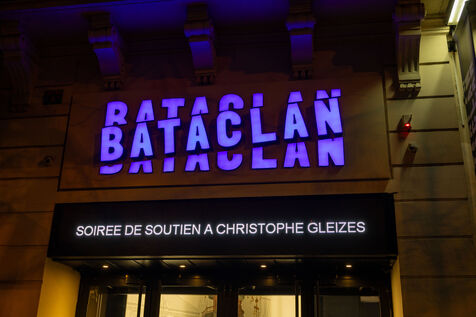 BATACLAN
SOIREE DE SOUTIEN A CHRISTOPHE GLEIZES